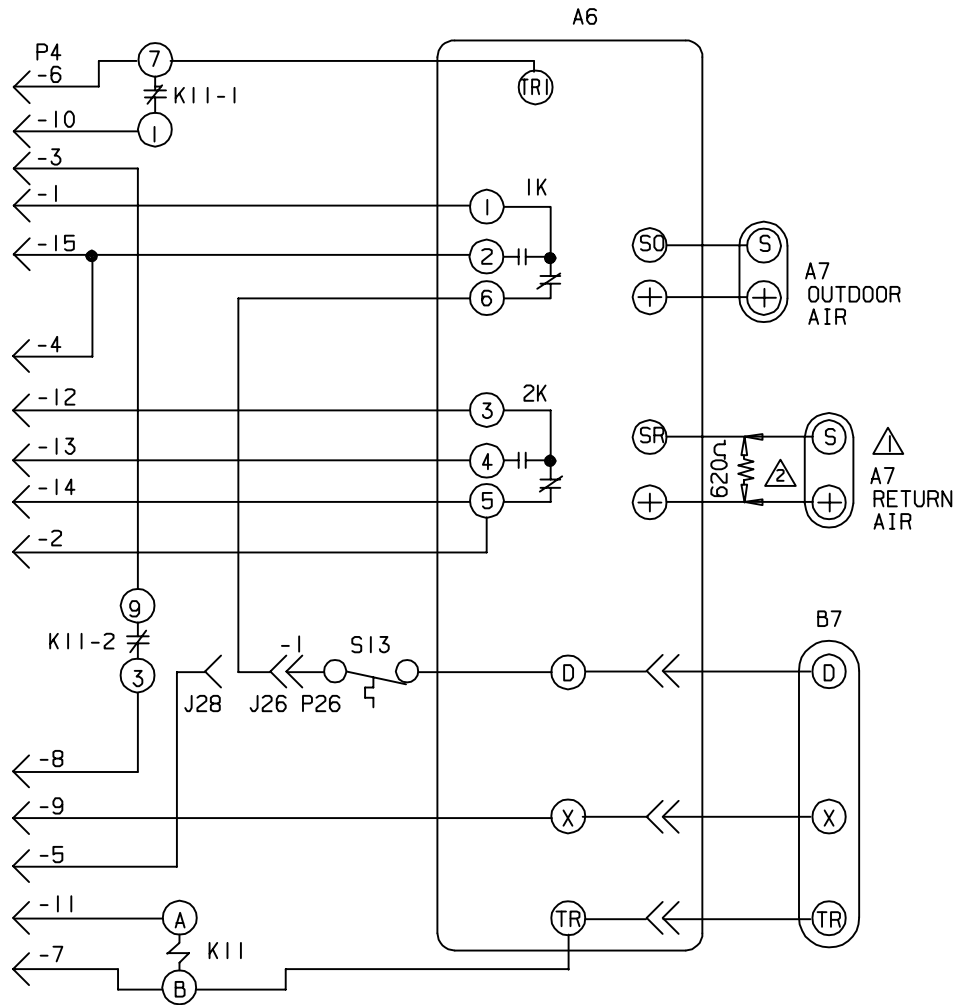 A6
P4
-6
7
TR1
K11-1
-10
1
-3
-1
1K
1
-15
2
SO
S
6
+
+
A7
OUTDOOR
AIR
-4
-12
3
2K
-13
4
SR
S
1
-14
5
620Ω
2
+
+
A7
RETURN
AIR
-2
9
K11-2
B7
3
-1
S13
D
D
J28
J26
P26
-8
-9
X
X
-5
-11
A
TR
TR
K11
-7
B